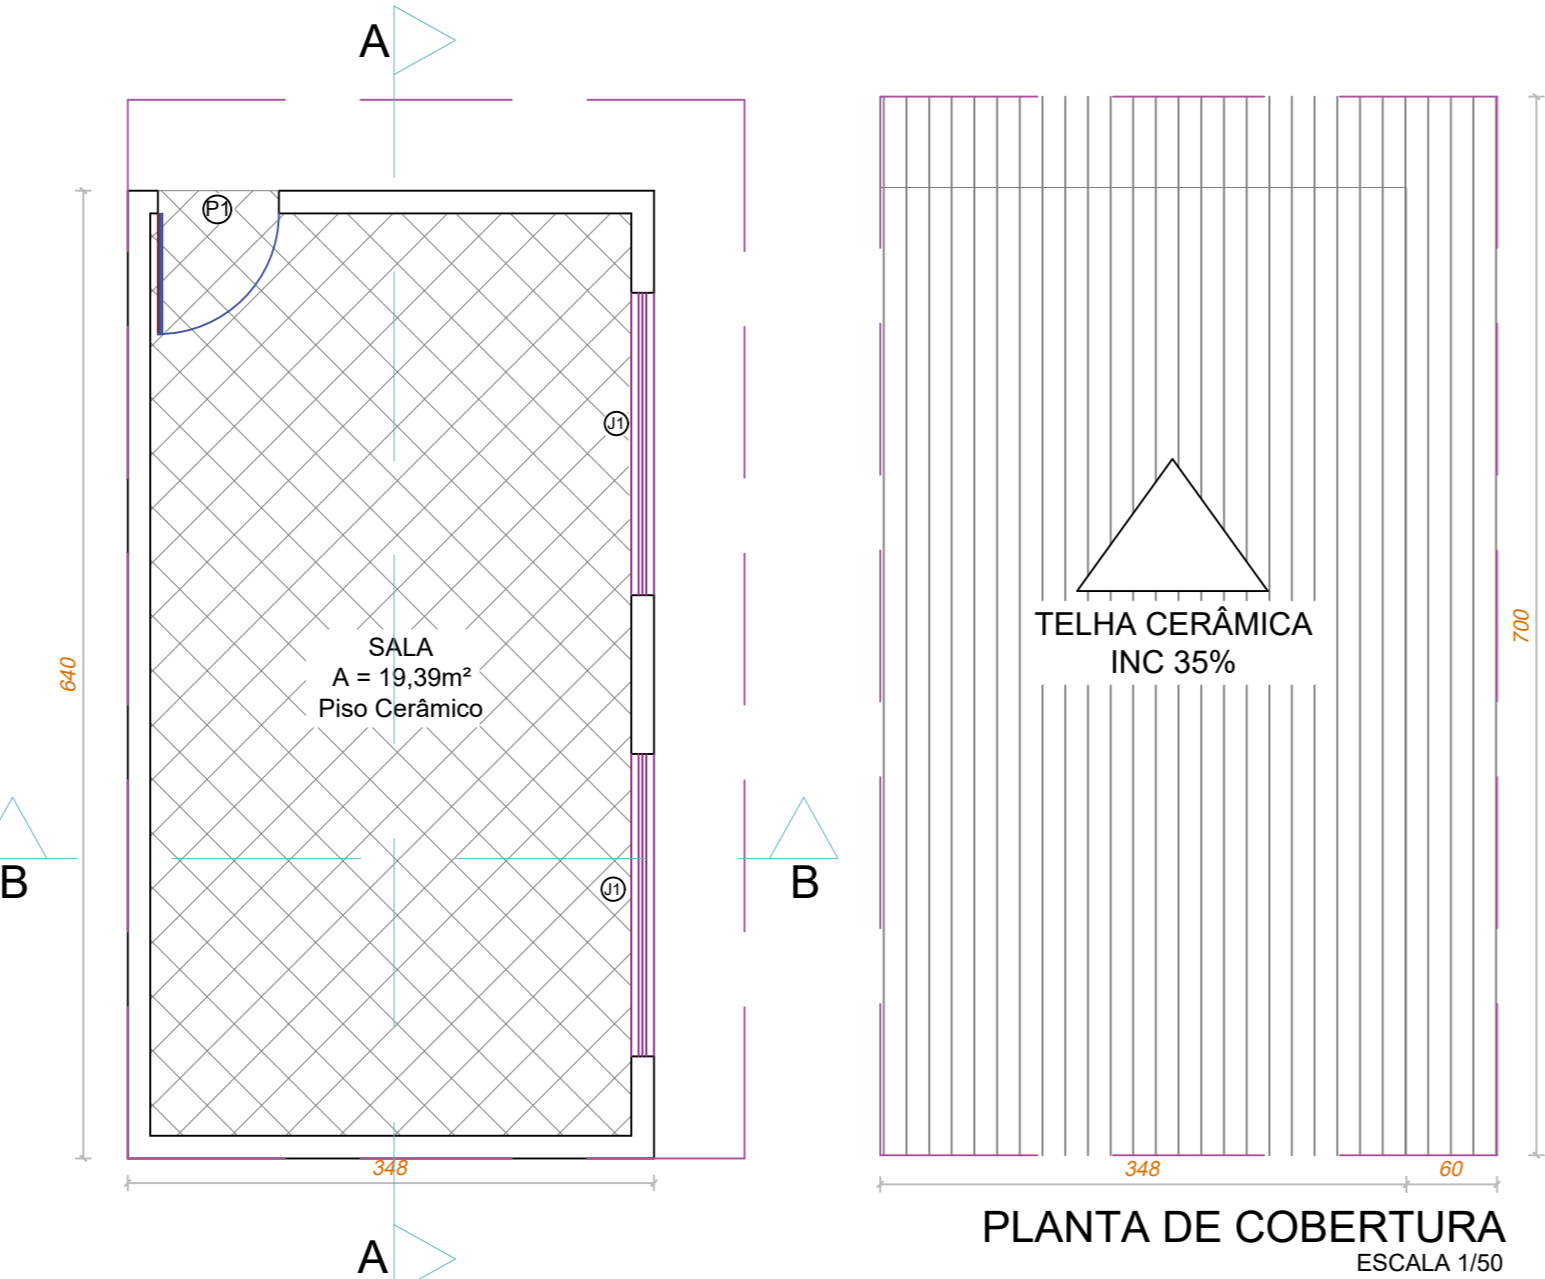 A
P1
J1
SALA
A = 19,39m²
Piso Cerâmico
640
B
B
J1
348
A
TELHA CERÂMICA
INC 35%
700
348
60
PLANTA DE COBERTURA
ESCALA 1/50